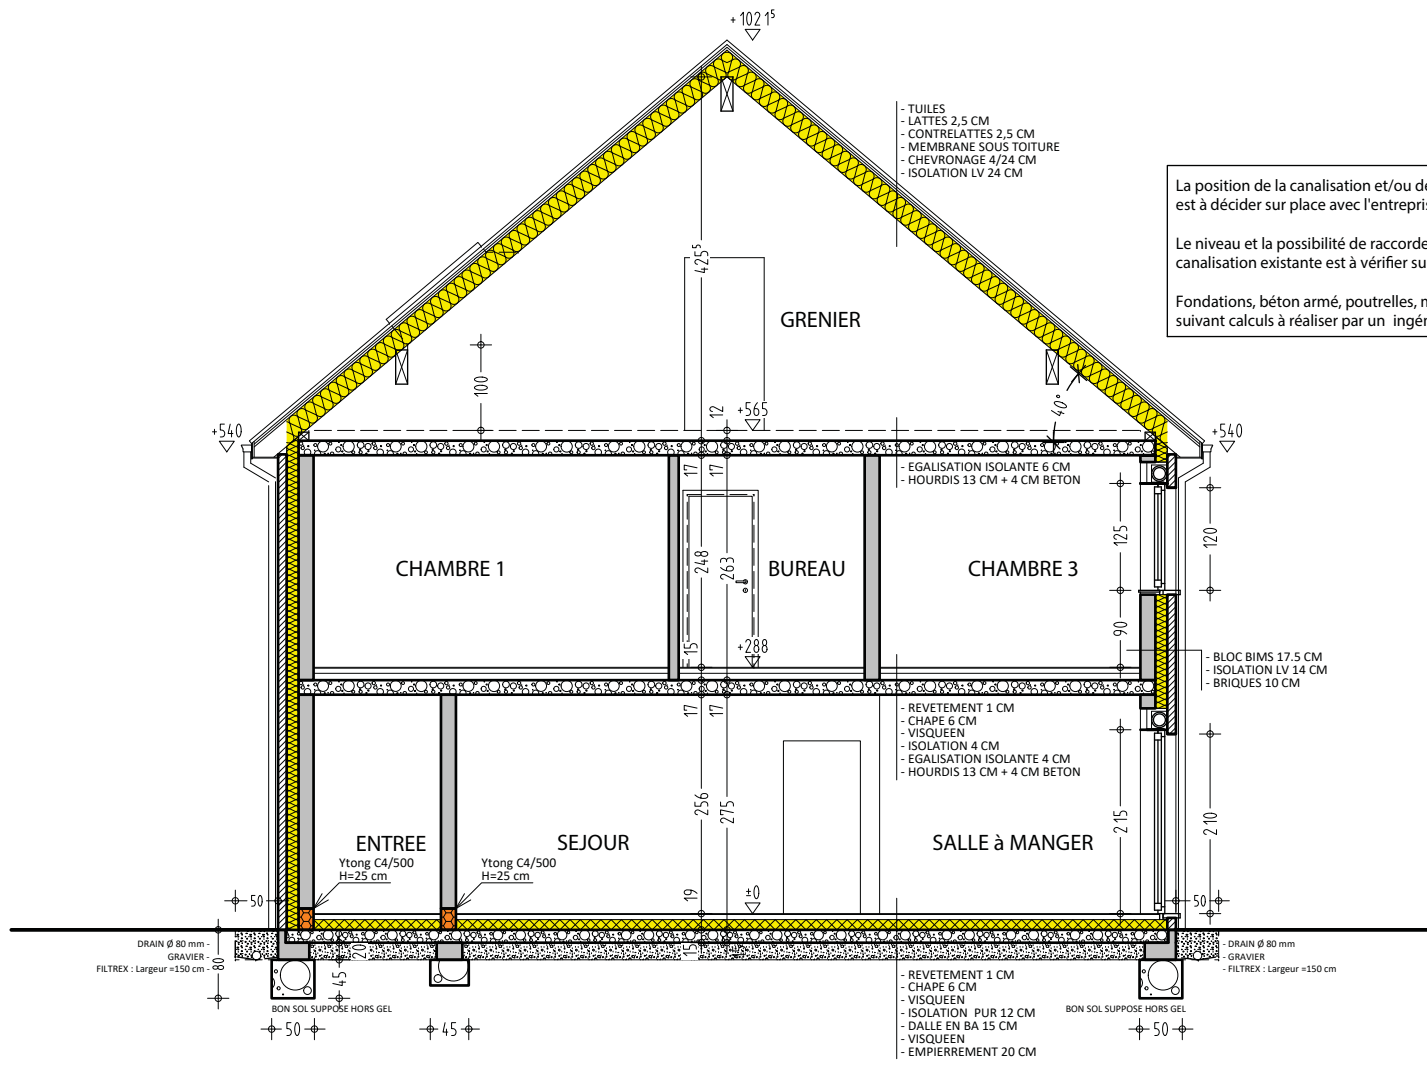 + 1021⁵
- TUILES
- LATTES 2,5 CM
- CONTRELATTES 2,5 CM
- MEMBRANE SOUS TOITURE
- CHEVRONAGE 4/24 CM
- ISOLATION LV 24 CM
La position de la canalisation et/ou de
est à décider sur place avec l'entrepris
Le niveau et la possibilité de raccorde
canalisation existante est à vérifier su
Fondations, béton armé, poutrelles, m
suivant calculs à réaliser par un ingén
425⁵
GRENIER
100
12
+565
40°
+540
+540
17
17
- EGALISATION ISOLANTE 6 CM
- HOURDIS 13 CM + 4 CM BETON
CHAMBRE 1
248
263
BUREAU
CHAMBRE 3
125
120
15
+288
90
- BLOC BIMS 17.5 CM
- ISOLATION LV 14 CM
- BRIQUES 10 CM
17
17
- REVETEMENT 1 CM
- CHAPE 6 CM
- VISQUEEN
- ISOLATION 4 CM
- EGALISATION ISOLANTE 4 CM
- HOURDIS 13 CM + 4 CM BETON
256
275
215
210
ENTREE
SEJOUR
SALLE à MANGER
Ytong C4/500
H=25 cm
Ytong C4/500
H=25 cm
50
19
±0
50
DRAIN Ø 80 mm -
GRAVIER -
FILTREX : Largeur =150 cm -
80
20
45
15
- DRAIN Ø 80 mm
- GRAVIER
- FILTREX : Largeur =150 cm
BON SOL SUPPOSE HORS GEL
BON SOL SUPPOSE HORS GEL
50
45
50
- REVETEMENT 1 CM
- CHAPE 6 CM
- VISQUEEN
- ISOLATION PUR 12 CM
- DALLE EN BA 15 CM
- VISQUEEN
- EMPIERREMENT 20 CM